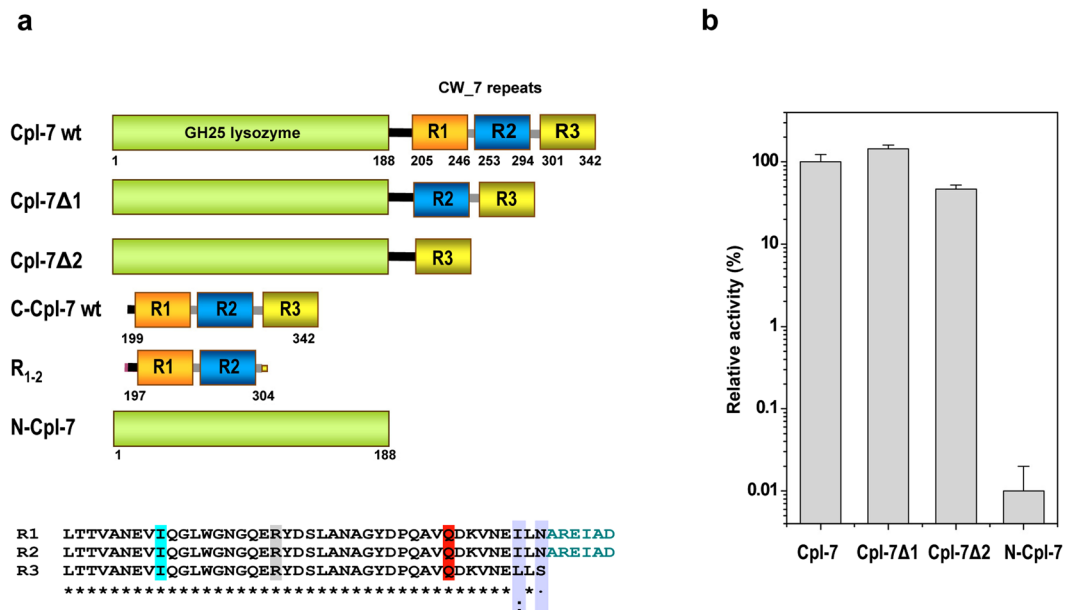 a
CW_7 repeats
Cpl-7 wt
GH25 lysozyme
R1 R2 R3
1 188 205 246 253 294 301 342
Cpl-7Δ1
R2 R3
Cpl-7Δ2
R3
C-Cpl-7 wt
R1 R2 R3
199 342
R1-2
R1 R2
197 304
N-Cpl-7
1 188
R1 LTTVANEVIQGLWGNGQERYDSLANAGYDPQAVQDKVNEILNAREIAD
R2 LTTVANEVIQGLWGNGQERYDSLANAGYDPQAVQDKVNEILNAREIAD
R3 LTTVANEVIQGLWGNGQERYDSLANAGYDPQAVQDKVNELLS
*************************************** *.
:
b
Relative activity (%)
100
10
1
0.1
0.01
Cpl-7 Cpl-7Δ1 Cpl-7Δ2 N-Cpl-7